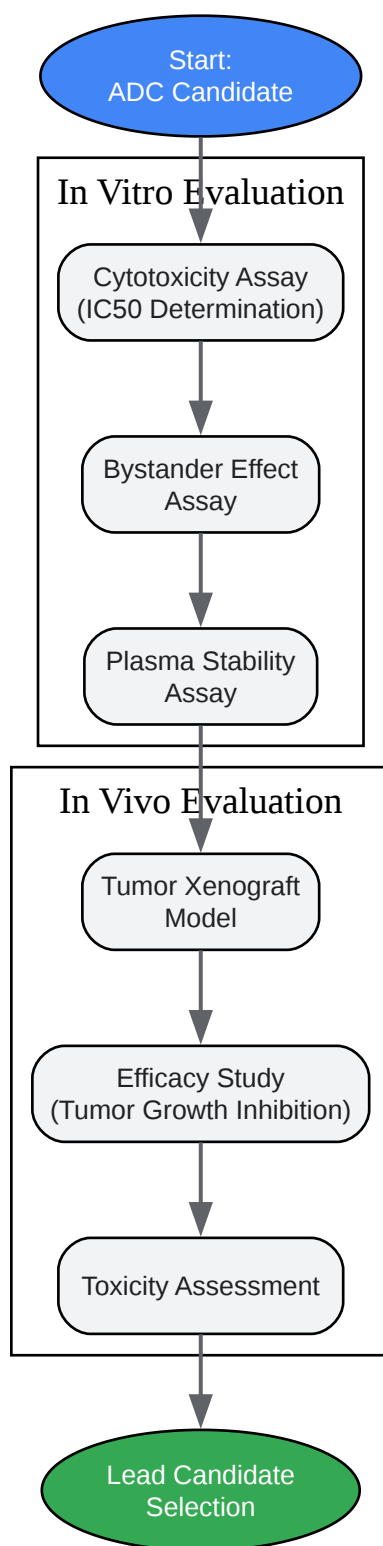 Start:
ADC Candidate
In Vitro Evaluation
Cytotoxicity Assay
(IC50 Determination)
Bystander Effect
Assay
Plasma Stability
Assay
In Vivo Evaluation
Tumor Xenograft
Model
Efficacy Study
(Tumor Growth Inhibition)
Toxicity Assessment
Lead Candidate
Selection